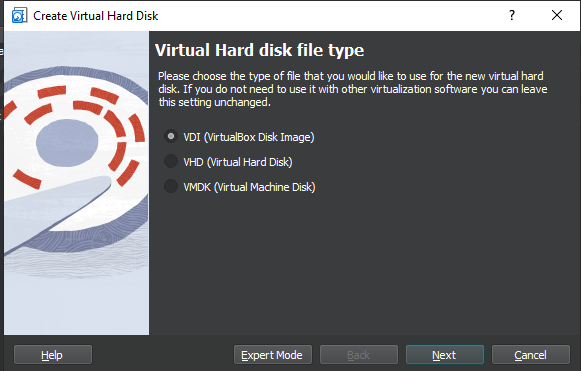 Create Virtual Hard Disk
?
Virtual Hard disk file type
Please choose the type of file that you would like to use for the new virtual hard
disk. If you do not need to use it with other virtualization software you can leave
this setting unchanged.
VDI (VirtualBox Disk Image)
VHD (Virtual Hard Disk)
VMDK (Virtual Machine Disk)
Help
Expert Mode
Back
Next
Cancel